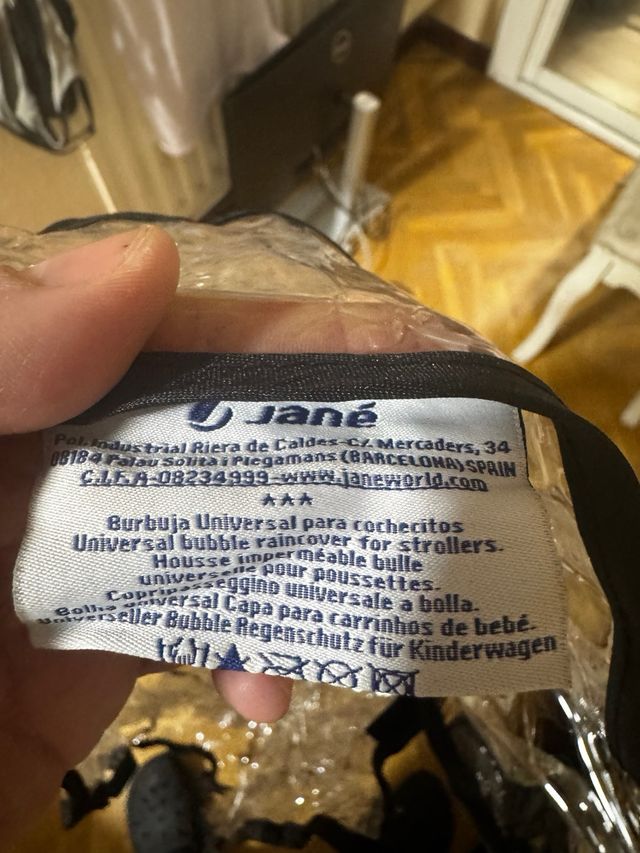 Jané
Pol. Industrial Riera de Caldes-C/ Mercaders, 34
08184 Palau Solita i Plegamans (BARCELONA) SPAIN
C.I.F.A-08234999-www.janeworld.com
Burbuja Universal para cochecitos
Universal bubble raincover for strollers.
Housse imperméable bulle
universelle pour poussettes.
Copripasseggino universale a bolla.
Bolha universal Capa para carrinhos de bebé.
Universeller Bubble Regenschutz für Kinderwagen